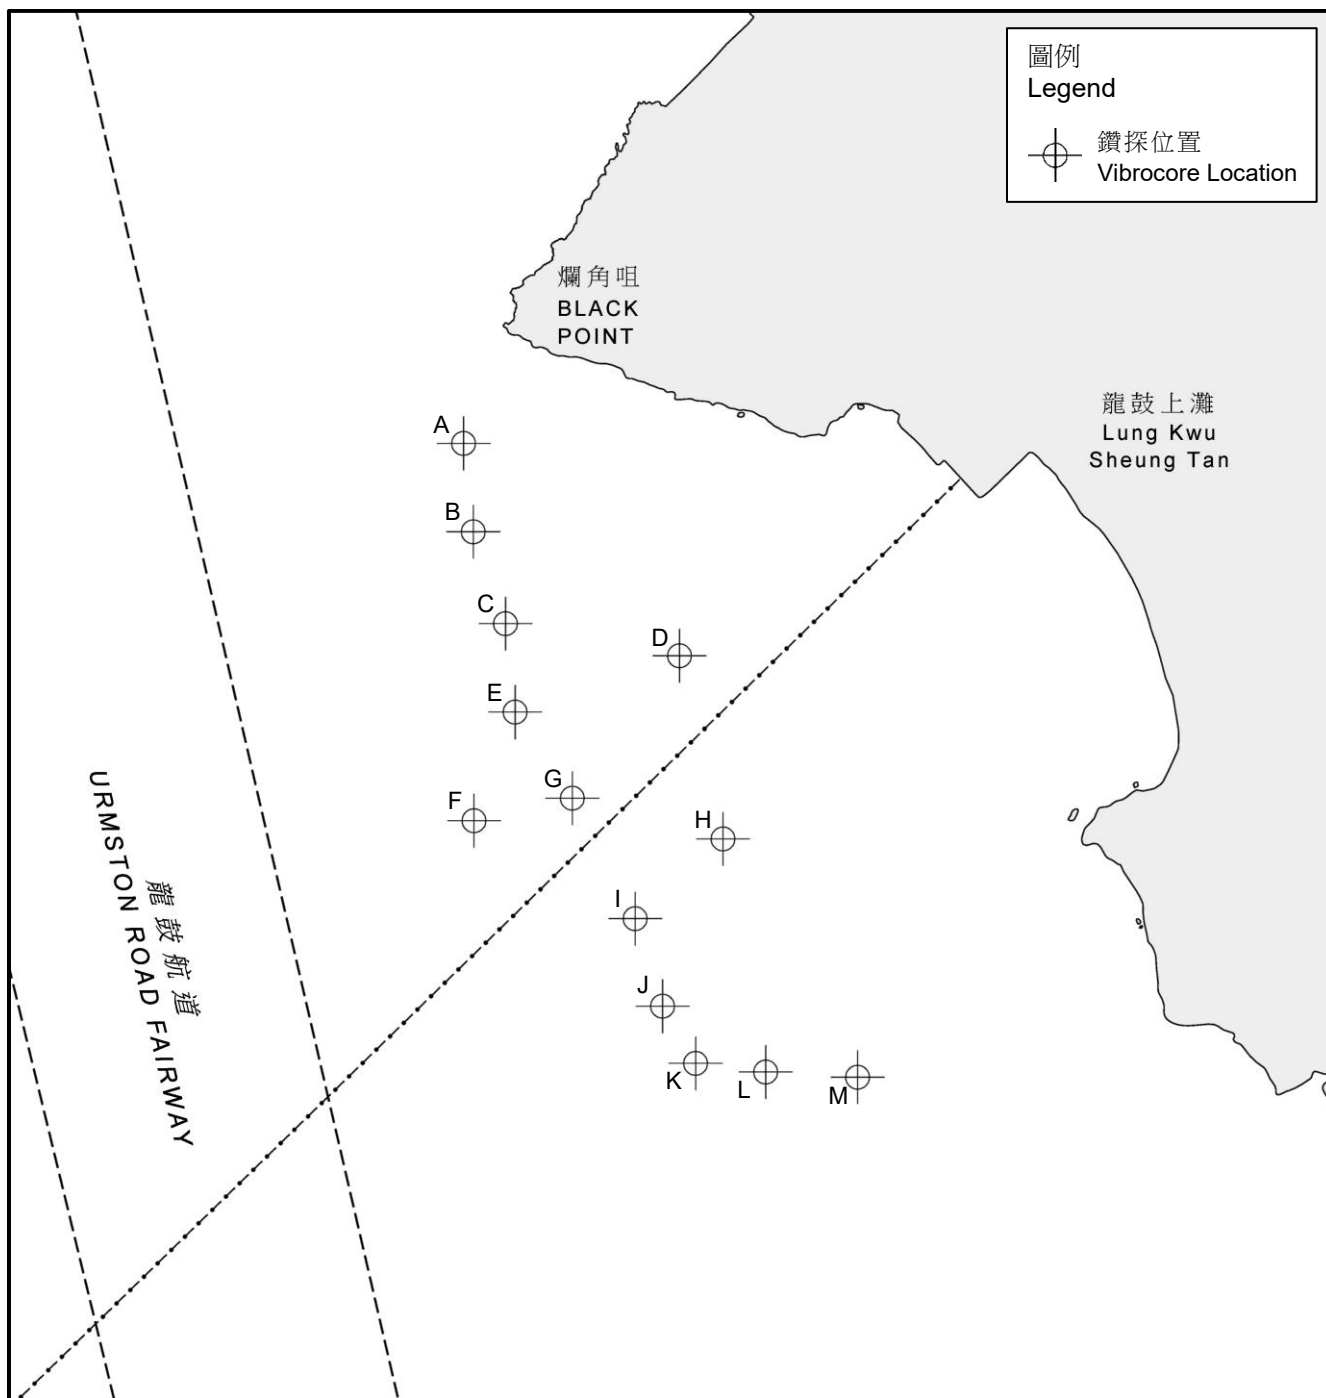 圖例
Legend
鑽探位置
Vibrocore Location
爛角咀
BLACK
POINT
龍鼓上灘
Lung Kwu
Sheung Tan
A
B
C
D
E
F
G
H
I
J
K
L
M
龍鼓航道
URMSTON ROAD FAIRWAY